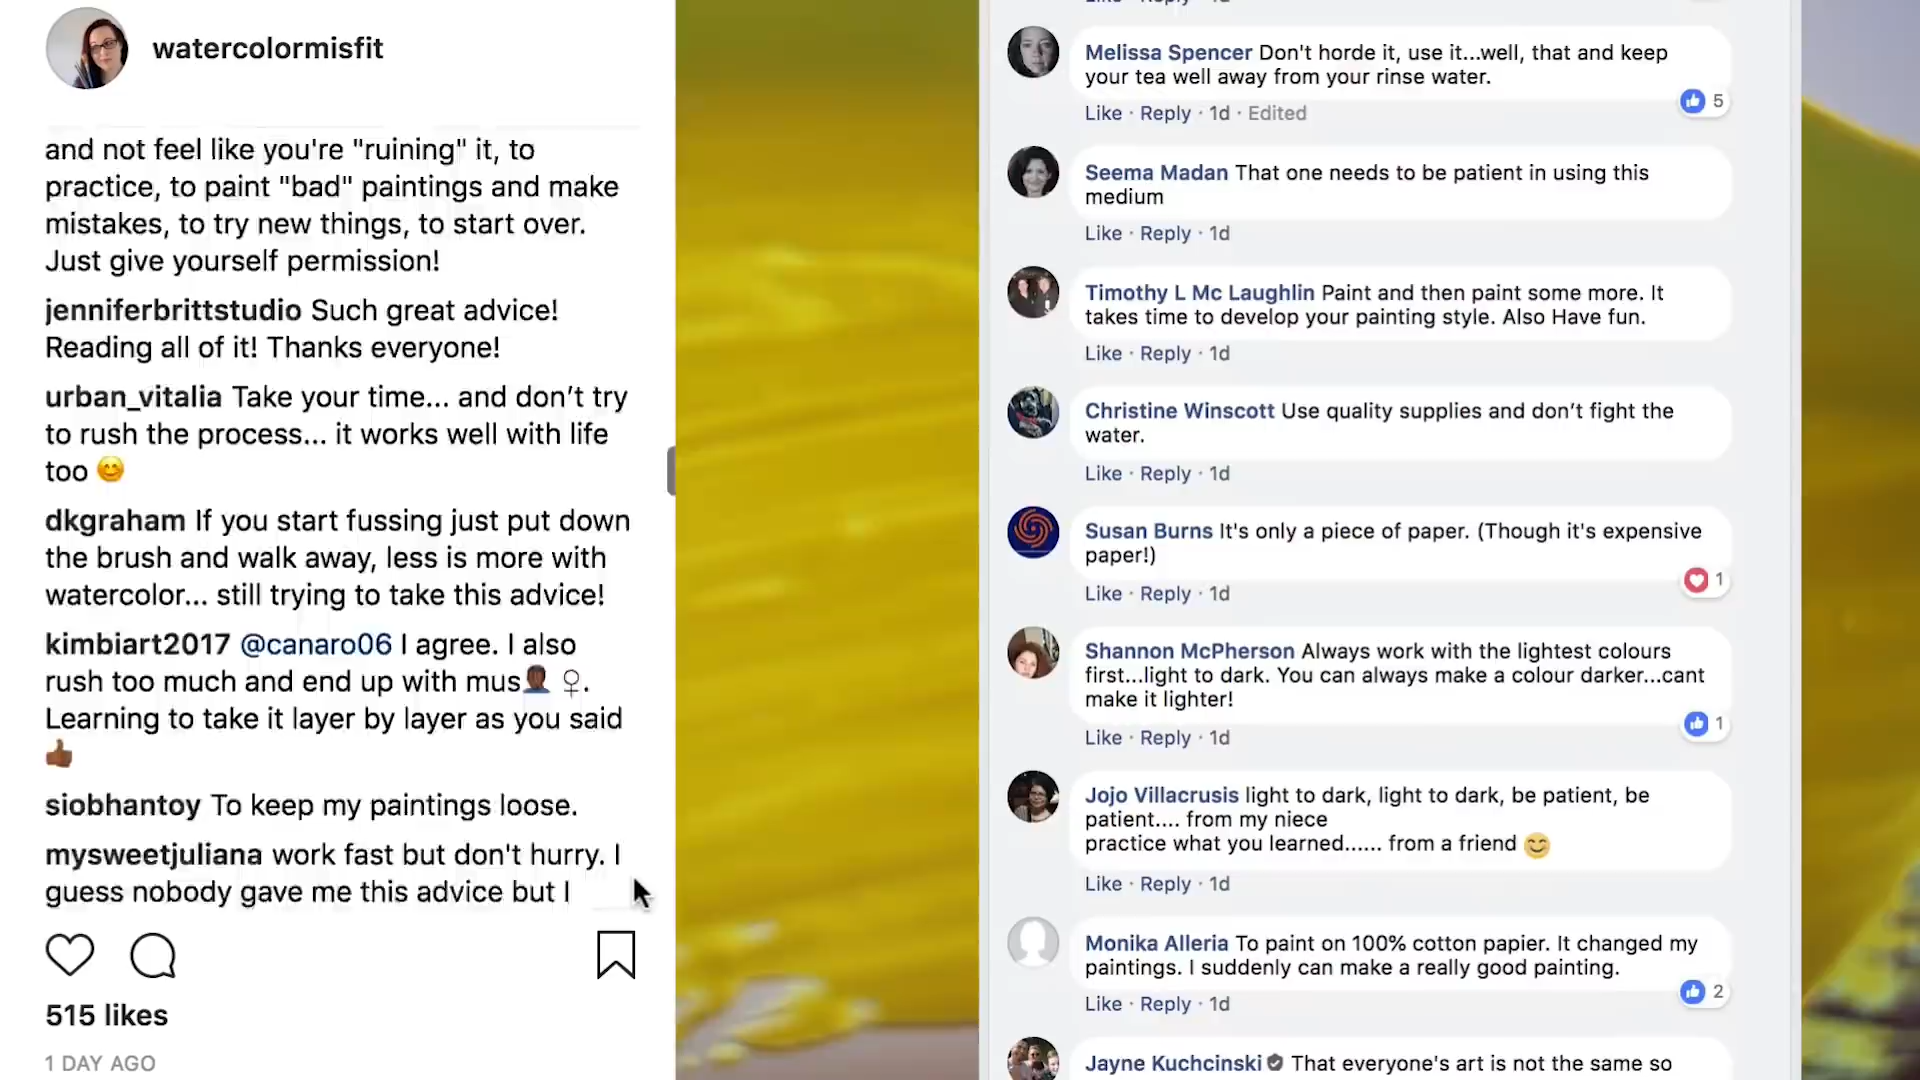 watercolormisfit
and not feel like you're "ruining" it, to
practice, to paint "bad" paintings and make
mistakes, to try new things, to start over.
Just give yourself permission!
jenniferbrittstudio Such great advice!
Reading all of it! Thanks everyone!
urban_vitalia Take your time... and don’t try
to rush the process... it works well with life
too 😊
dkgraham If you start fussing just put down
the brush and walk away, less is more with
watercolor... still trying to take this advice!
kimbiart2017 @canaro06 I agree. I also
rush too much and end up with mus🤦🏾 ♀.
Learning to take it layer by layer as you said
👍🏾
siobhantoy To keep my paintings loose.
mysweetjuliana work fast but don't hurry. I
guess nobody gave me this advice but I
515 likes
1 DAY AGO
Like · Reply · 1d
Melissa Spencer Don't horde it, use it...well, that and keep
your tea well away from your rinse water.
5
Like · Reply · 1d · Edited
Seema Madan That one needs to be patient in using this
medium
Like · Reply · 1d
Timothy L Mc Laughlin Paint and then paint some more. It
takes time to develop your painting style. Also Have fun.
Like · Reply · 1d
Christine Winscott Use quality supplies and don’t fight the
water.
Like · Reply · 1d
Susan Burns It's only a piece of paper. (Though it's expensive
paper!)
1
Like · Reply · 1d
Shannon McPherson Always work with the lightest colours
first...light to dark. You can always make a colour darker...cant
make it lighter!
1
Like · Reply · 1d
Jojo Villacrusis light to dark, light to dark, be patient, be
patient.... from my niece
practice what you learned...... from a friend 😊
Like · Reply · 1d
Monika Alleria To paint on 100% cotton papier. It changed my
paintings. I suddenly can make a really good painting.
2
Like · Reply · 1d
Jayne Kuchcinski That everyone's art is not the same so